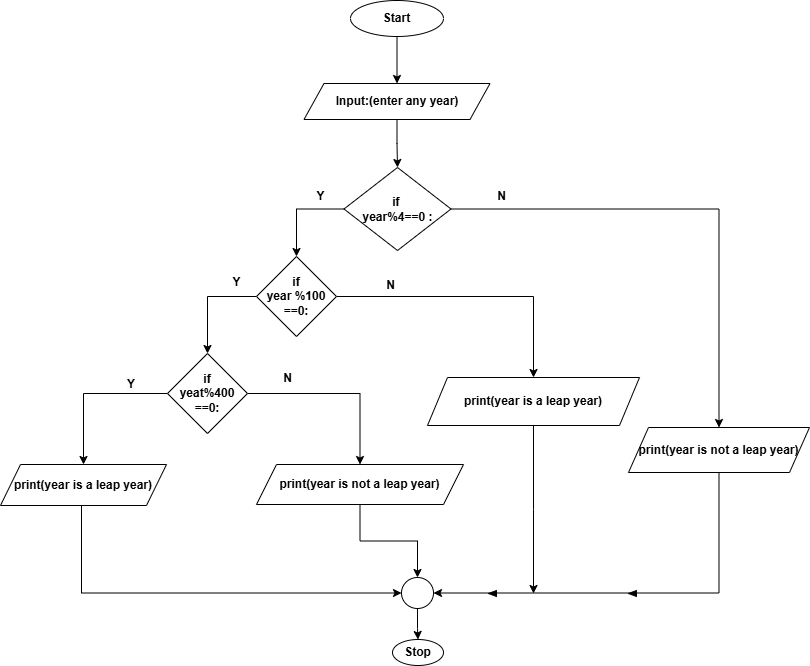 Start
Input:(enter any year)
Y
N
if
year%4==0 :
Y
N
if
year %100
==0:
Y
N
if
yeat%400
==0:
print(year is a leap year)
print(year is not a leap year)
print(year is a leap year)
print(year is not a leap year)
Stop